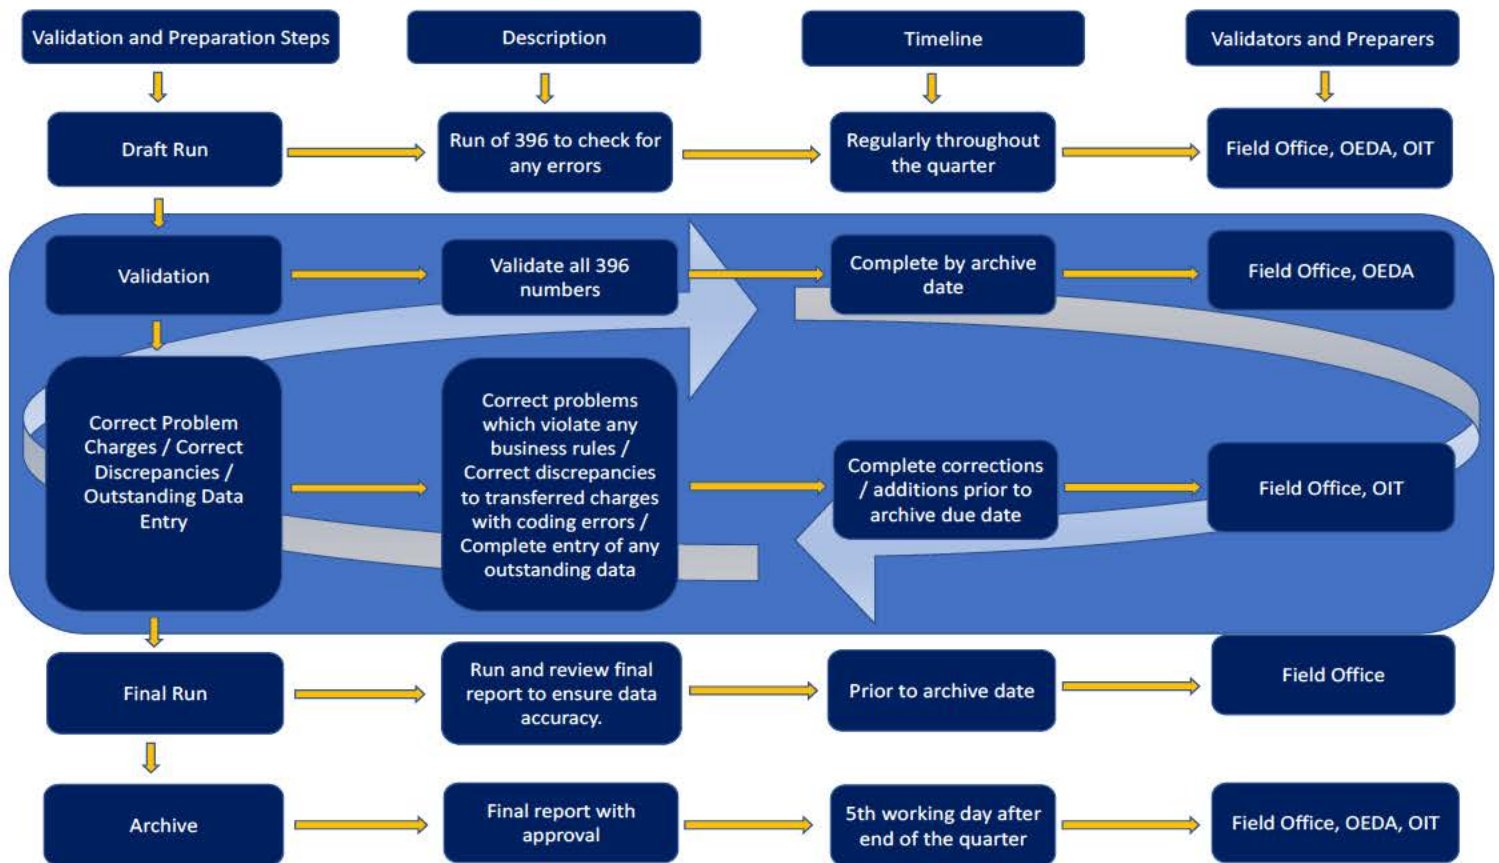 Validation and Preparation Steps
Description
Timeline
Validators and Preparers
Draft Run
Run of 396 to check for
any errors
Regularly throughout
the quarter
Field Office, OEDA, OIT
Validation
Validate all 396
numbers
Complete by archive
date
Field Office, OEDA
Correct Problem
Charges / Correct
Discrepancies /
Outstanding Data
Entry
Correct problems
which violate any
business rules /
Correct discrepancies
to transferred charges
with coding errors /
Complete entry of any
outstanding data
Complete corrections
/ additions prior to
archive due date
Field Office, OIT
Final Run
Run and review final
report to ensure data
accuracy.
Prior to archive date
Field Office
Archive
Final report with
approval
5th working day after
end of the quarter
Field Office, OEDA, OIT